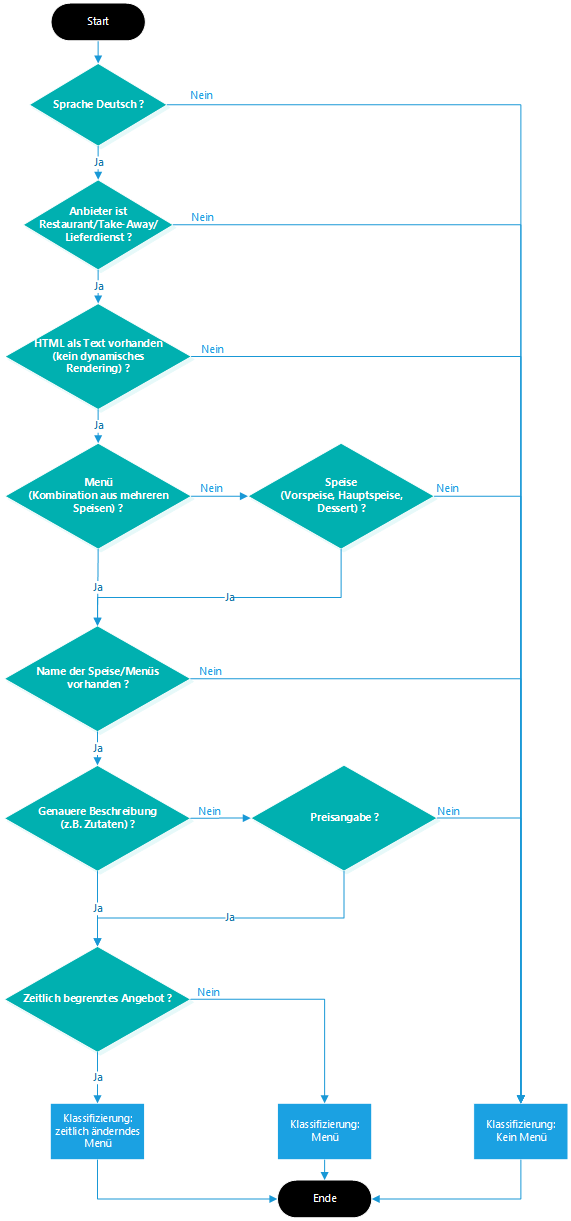 Start
Sprache Deutsch ?
Nein
Ja
Anbieter ist
Restaurant/Take-Away/
Lieferdienst ?
Nein
Ja
HTML als Text vorhanden
(kein dynamisches
Rendering) ?
Nein
Ja
Menü
(Kombination aus mehreren
Speisen) ?
Nein
Speise
(Vorspeise, Hauptspeise,
Dessert) ?
Nein
Ja
Ja
Name der Speise/Menüs
vorhanden ?
Nein
Ja
Genauere Beschreibung
(z.B. Zutaten) ?
Nein
Preisangabe ?
Nein
Ja
Ja
Zeitlich begrenztes Angebot ?
Nein
Ja
Klassifizierung:
zeitlich änderndes
Menü
Klassifizierung:
Menü
Klassifizierung:
Kein Menü
Ende